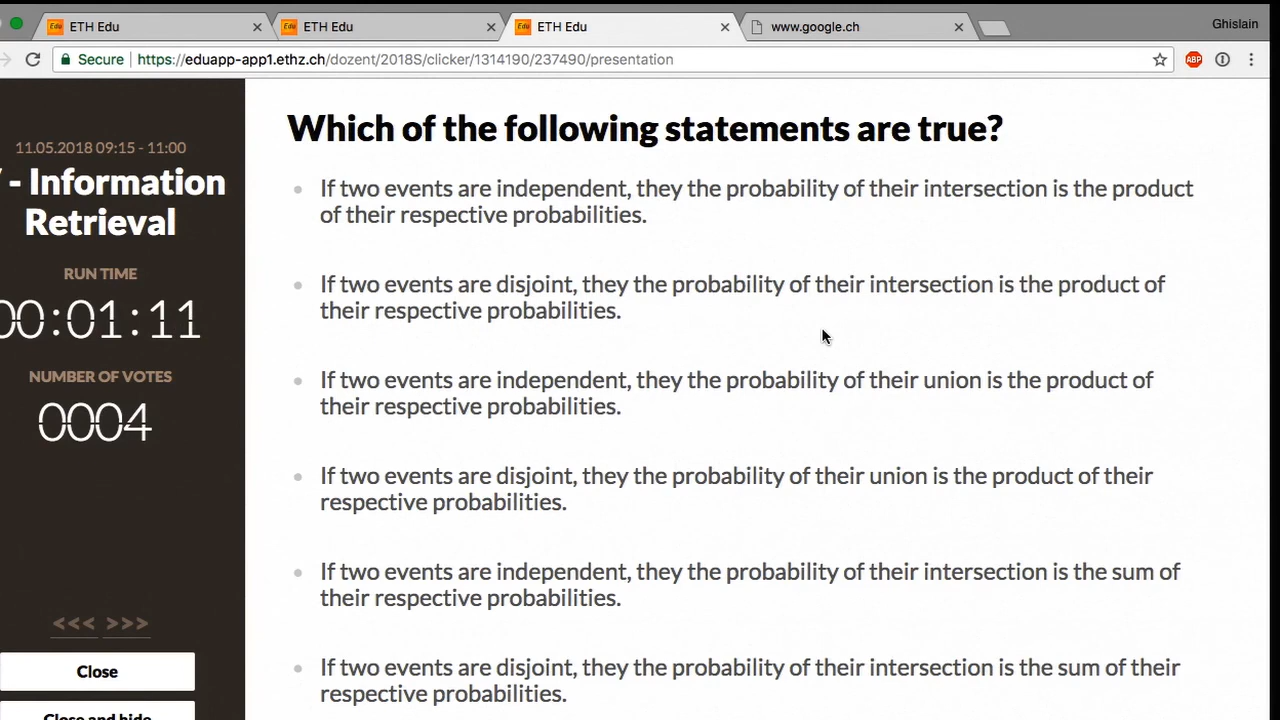 ETH Edu
ETH Edu
ETH Edu
www.google.ch
Ghislain
Secure
https://eduapp-app1.ethz.ch/dozent/2018S/clicker/1314190/237490/presentation
ABP
11.05.2018 09:15 - 11:00
- Information
Retrieval
RUN TIME
00:01:11
NUMBER OF VOTES
0004
<<< >>>
Close
Close and hide
Which of the following statements are true?
If two events are independent, they the probability of their intersection is the product
of their respective probabilities.
If two events are disjoint, they the probability of their intersection is the product of
their respective probabilities.
If two events are independent, they the probability of their union is the product of
their respective probabilities.
If two events are disjoint, they the probability of their union is the product of their
respective probabilities.
If two events are independent, they the probability of their intersection is the sum of
their respective probabilities.
If two events are disjoint, they the probability of their intersection is the sum of their
respective probabilities.